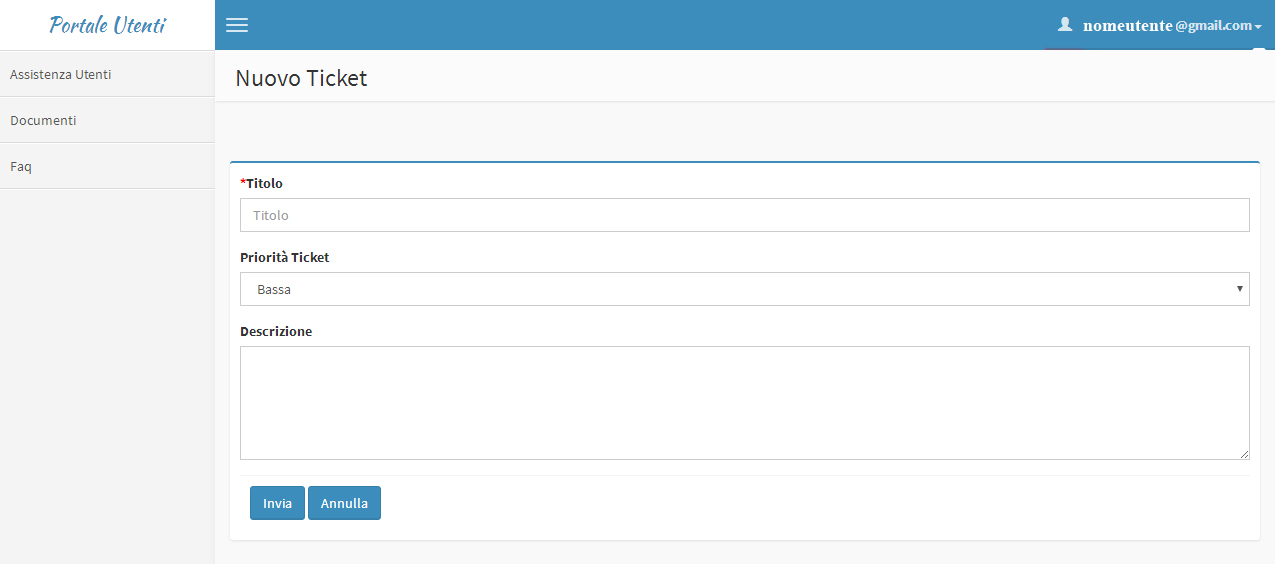 Portale Utenti
nomeutente@gmail.com
Assistenza Utenti
Documenti
Faq
Nuovo Ticket
*Titolo
Titolo
Priorità Ticket
Bassa
Descrizione
Invia Annulla